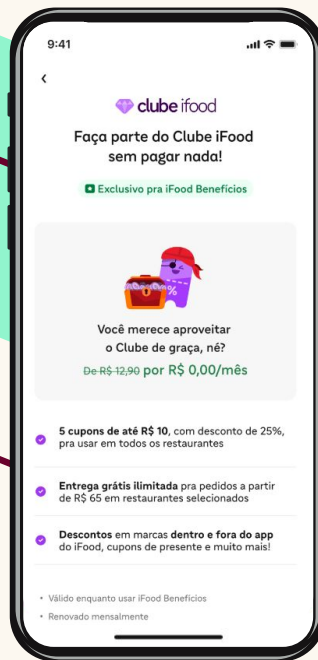 9:41
clube ifood
Faça parte do Clube iFood
sem pagar nada!
Exclusivo pra iFood Benefícios
%
Você merece aproveitar
o Clube de graça, né?
De R$ 12,90 por R$ 0,00/mês
5 cupons de até R$ 10, com desconto de 25%,
pra usar em todos os restaurantes
Entrega grátis ilimitada pra pedidos a partir
de R$ 65 em restaurantes selecionados
Descontos em marcas dentro e fora do app
do iFood, cupons de presente e muito mais!
• Válido enquanto usar iFood Benefícios
• Renovado mensalmente